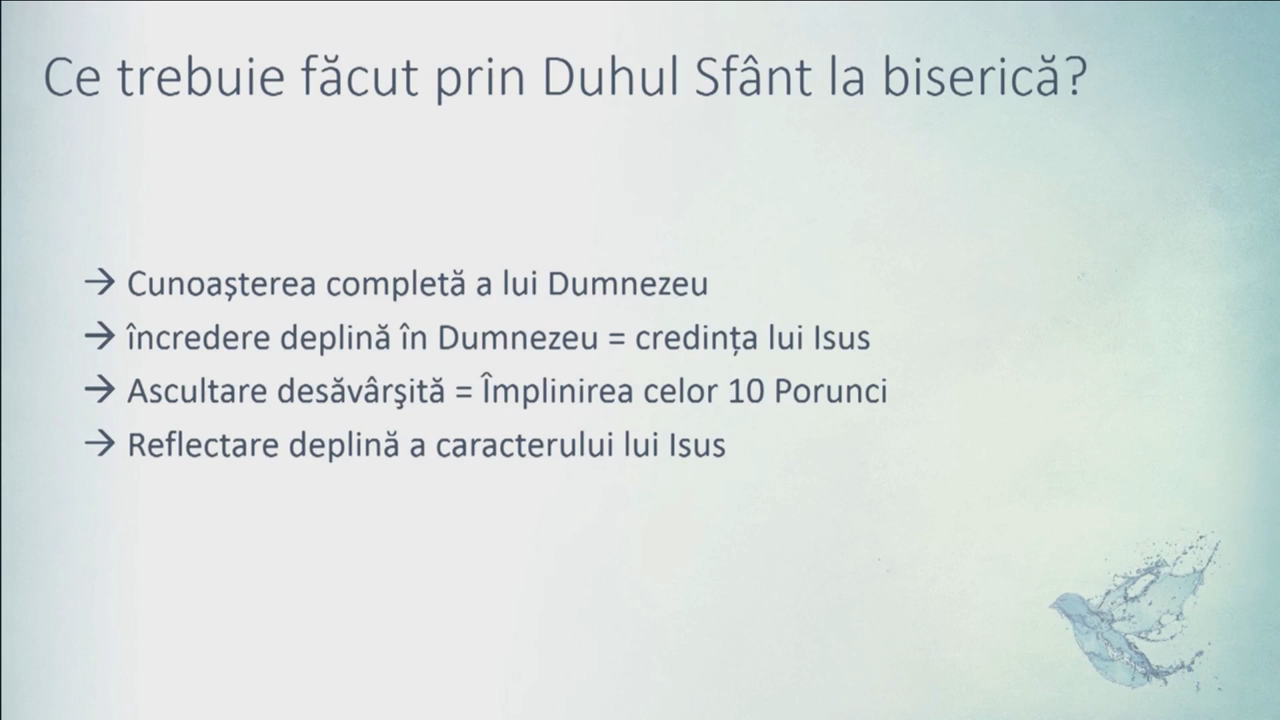 Ce trebuie făcut prin Duhul Sfânt la biserică?
→ Cunoașterea completă a lui Dumnezeu
→ încredere deplină în Dumnezeu = credința lui Isus
→ Ascultare desăvârşită = Împlinirea celor 10 Porunci
→ Reflectare deplină a caracterului lui Isus